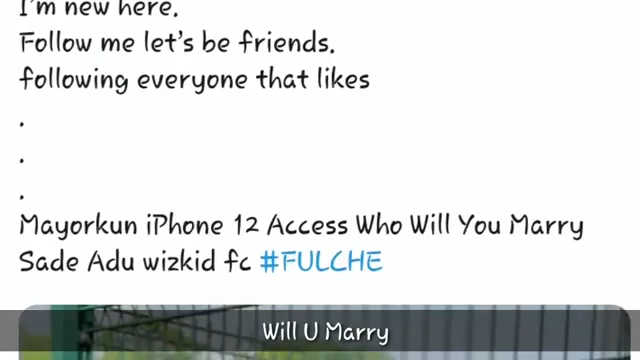 I'm new here.
Follow me let's be friends.
following everyone that likes
.
.
.
Mayorkun iPhone 12 Access Who Will You Marry
Sade Adu wizkid fc #FULCHE
Will U Marry